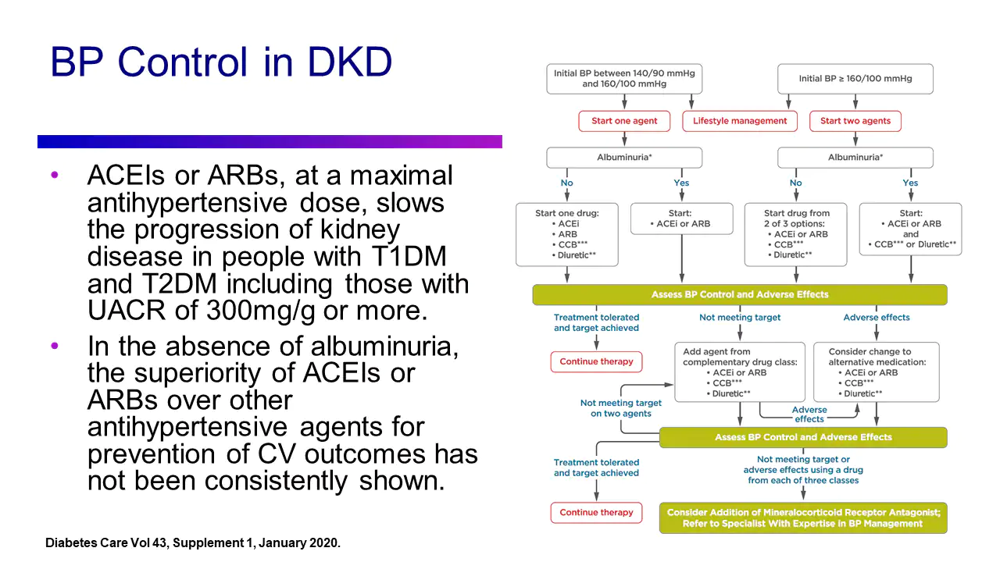 BP Control in DKD
• ACEIs or ARBs, at a maximal
antihypertensive dose, slows
the progression of kidney
disease in people with T1DM
and T2DM including those with
UACR of 300mg/g or more.
• In the absence of albuminuria,
the superiority of ACEIs or
ARBs over other
antihypertensive agents for
prevention of CV outcomes has
not been consistently shown.
Diabetes Care Vol 43, Supplement 1, January 2020.
Initial BP between 140/90 mmHg
and 160/100 mmHg
Initial BP ≥ 160/100 mmHg
Start one agent
Lifestyle management
Start two agents
Albuminuria*
Albuminuria*
No
Yes
No
Yes
Start one drug:
• ACEi
• ARB
• CCB***
• Diuretic**
Start:
• ACEi or ARB
Start drug from
2 of 3 options:
• ACEi or ARB
• CCB***
• Diuretic**
Start:
• ACEi or ARB
and
• CCB*** or Diuretic**
Assess BP Control and Adverse Effects
Treatment tolerated
and target achieved
Not meeting target
Adverse effects
Continue therapy
Add agent from
complementary drug class:
• ACEi or ARB
• CCB***
• Diuretic**
Consider change to
alternative medication:
• ACEi or ARB
• CCB***
• Diuretic**
Not meeting target
on two agents
Adverse
effects
Assess BP Control and Adverse Effects
Treatment tolerated
and target achieved
Not meeting target or
adverse effects using a drug
from each of three classes
Continue therapy
Consider Addition of Mineralocorticoid Receptor Antagonist;
Refer to Specialist With Expertise in BP Management